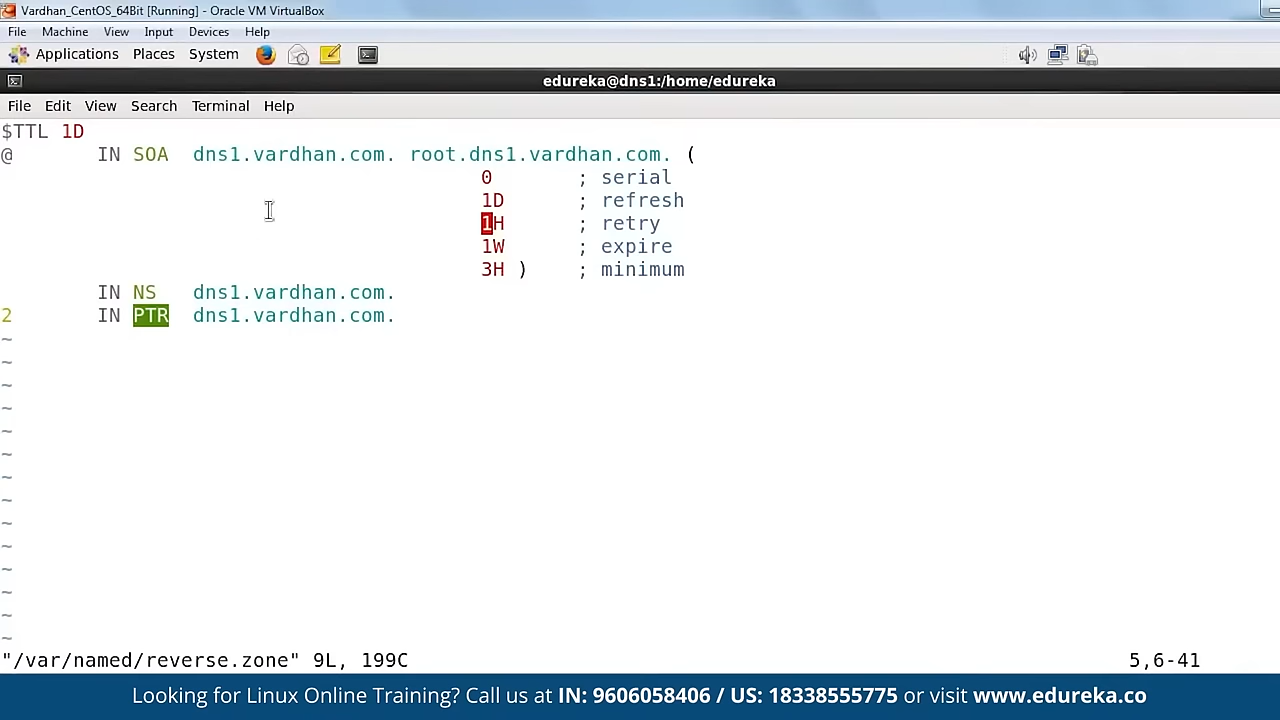 Vardhan_CentOS_64Bit [Running] - Oracle VM VirtualBox
File Machine View Input Devices Help
Applications Places System
edureka@dns1:/home/edureka
File Edit View Search Terminal Help
$TTL 1D
@ IN SOA dns1.vardhan.com. root.dns1.vardhan.com. (
0 ; serial
1D ; refresh
1H ; retry
1W ; expire
3H ) ; minimum
IN NS dns1.vardhan.com.
2 IN PTR dns1.vardhan.com.
~
~
~
~
~
~
~
~
~
~
~
~
~
~
"/var/named/reverse.zone" 9L, 199C 5,6-41
Looking for Linux Online Training? Call us at IN: 9606058406 / US: 18338555775 or visit www.edureka.co